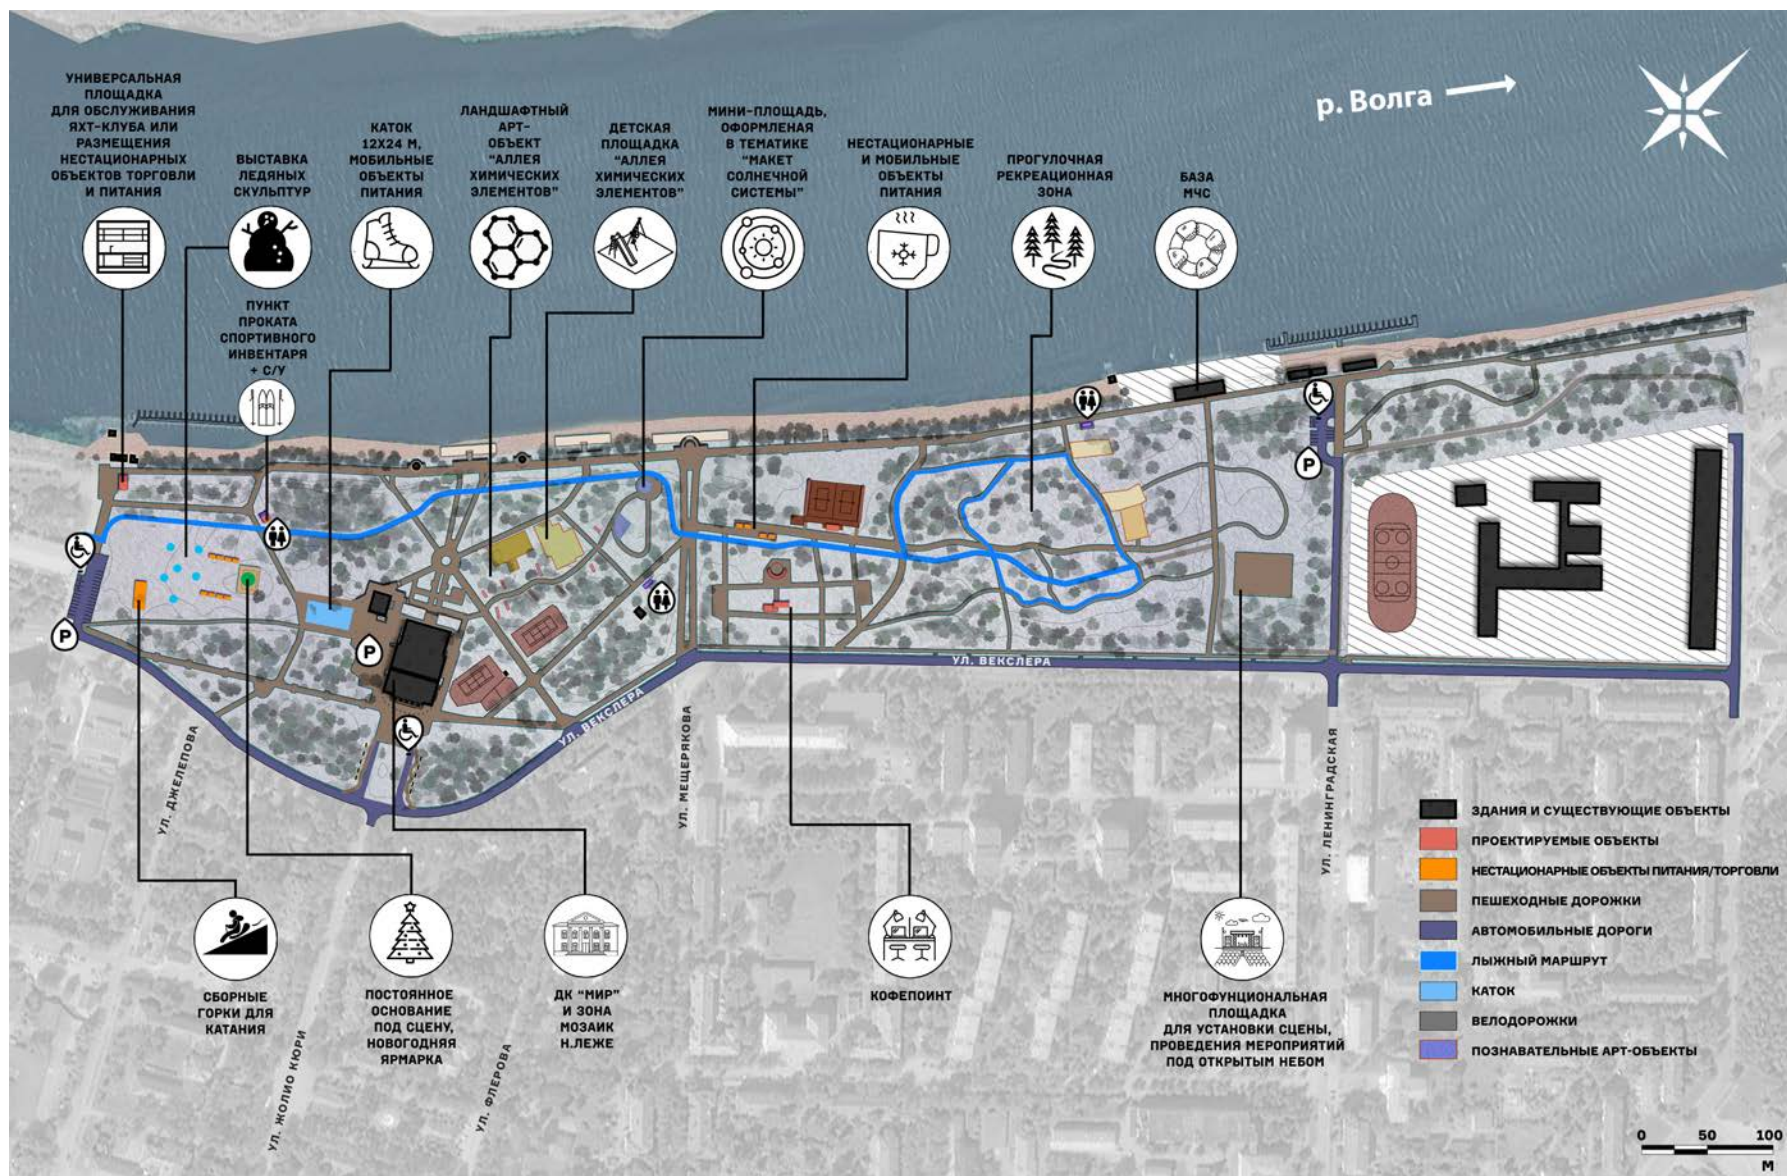 р. Волга
УНИВЕРСАЛЬНАЯ
ПЛОЩАДКА
ДЛЯ ОБСЛУЖИВАНИЯ
ЯХТ-КЛУБА ИЛИ
РАЗМЕЩЕНИЯ
НЕСТАЦИОНАРНЫХ
ОБЪЕКТОВ ТОРГОВЛИ
И ПИТАНИЯ
ВЫСТАВКА
ЛЕДЯНЫХ
СКУЛЬПТУР
КАТОК
12Х24 М,
МОБИЛЬНЫЕ
ОБЪЕКТЫ
ПИТАНИЯ
ЛАНДШАФТНЫЙ
АРТ-
ОБЪЕКТ
"АЛЛЕЯ
ХИМИЧЕСКИХ
ЭЛЕМЕНТОВ"
ДЕТСКАЯ
ПЛОЩАДКА
"АЛЛЕЯ
ХИМИЧЕСКИХ
ЭЛЕМЕНТОВ"
МИНИ-ПЛОЩАДЬ,
ОФОРМЛЕНАЯ
В ТЕМАТИКЕ
"МАКЕТ
СОЛНЕЧНОЙ
СИСТЕМЫ"
НЕСТАЦИОНАРНЫЕ
И МОБИЛЬНЫЕ
ОБЪЕКТЫ
ПИТАНИЯ
ПРОГУЛОЧНАЯ
РЕКРЕАЦИОННАЯ
ЗОНА
БАЗА
МЧС
ПУНКТ
ПРОКАТА
СПОРТИВНОГО
ИНВЕНТАРЯ
+ С/У
P
P
P
УЛ. ВЕКСЛЕРА
УЛ. ВЕКСЛЕРА
УЛ. ДЖЕЛЕПОВА
УЛ. МЕЩЕРЯКОВА
УЛ. ЛЕНИНГРАДСКАЯ
УЛ. ЖОЛИО КЮРИ
УЛ. ФЛЕРОВА
СБОРНЫЕ
ГОРКИ ДЛЯ
КАТАНИЯ
ПОСТОЯННОЕ
ОСНОВАНИЕ
ПОД СЦЕНУ,
НОВОГОДНЯЯ
ЯРМАРКА
ДК "МИР"
И ЗОНА
МОЗАИК
Н.ЛЕЖЕ
КОФЕПОИНТ
МНОГОФУНЦИОНАЛЬНАЯ
ПЛОЩАДКА
ДЛЯ УСТАНОВКИ СЦЕНЫ,
ПРОВЕДЕНИЯ МЕРОПРИЯТИЙ
ПОД ОТКРЫТЫМ НЕБОМ
ЗДАНИЯ И СУЩЕСТВУЮЩИЕ ОБЪЕКТЫ
ПРОЕКТИРУЕМЫЕ ОБЪЕКТЫ
НЕСТАЦИОНАРНЫЕ ОБЪЕКТЫ ПИТАНИЯ/ТОРГОВЛИ
ПЕШЕХОДНЫЕ ДОРОЖКИ
АВТОМОБИЛЬНЫЕ ДОРОГИ
ЛЫЖНЫЙ МАРШРУТ
КАТОК
ВЕЛОДОРОЖКИ
ПОЗНАВАТЕЛЬНЫЕ АРТ-ОБЪЕКТЫ
0 50 100
М